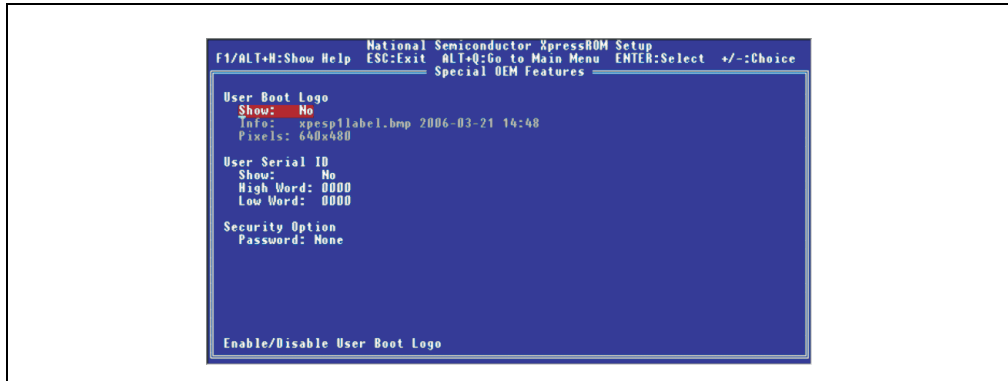 National Semiconductor XpressROM Setup
F1/ALT+H:Show Help ESC:Exit ALT+Q:Go to Main Menu ENTER:Select +/-:Choice
Special OEM Features
User Boot Logo
Show: No
Info: xpesp1label.bmp 2006-03-21 14:48
Pixels: 640x480
User Serial ID
Show: No
High Word: 0000
Low Word: 0000
Security Option
Password: None
Enable/Disable User Boot Logo